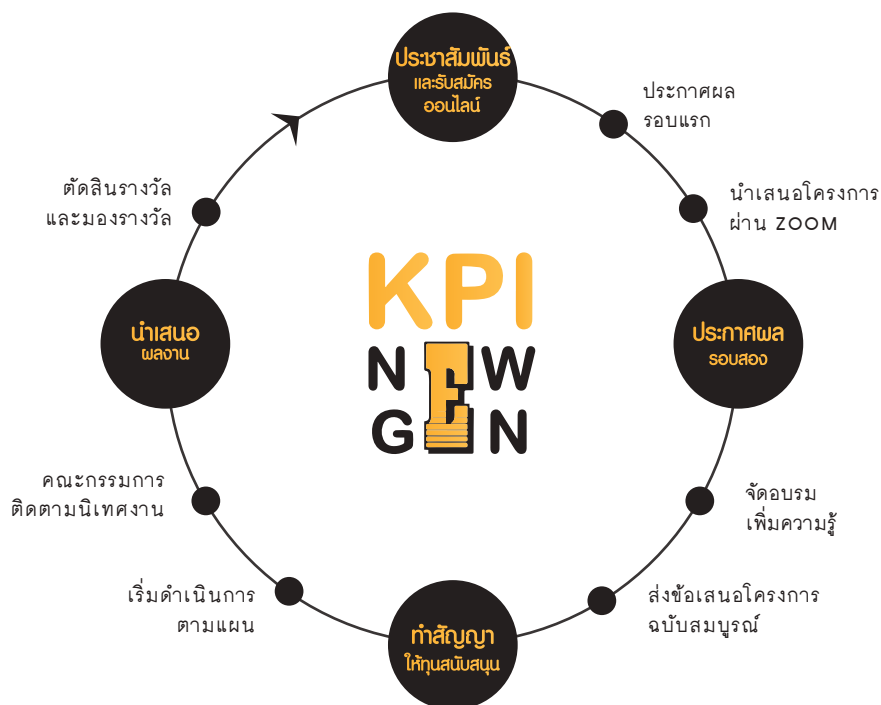 ประชาสัมพันธ์
และรับสมัคร
ออนไลน์
ประกาศผล
รอบแรก
นำเสนอโครงการ
ผ่าน ZOOM
ประกาศผล
รอบสอง
จัดอบรม
เพิ่มความรู้
ส่งข้อเสนอโครงการ
ฉบับสมบูรณ์
ทำสัญญา
ให้ทุนสนับสนุน
เริ่มดำเนินการ
ตามแผน
คณะกรรมการ
ติดตามนิเทศงาน
นำเสนอ
ผลงาน
ตัดสินรางวัล
และมองรางวัล
KPI
NEW
GEN